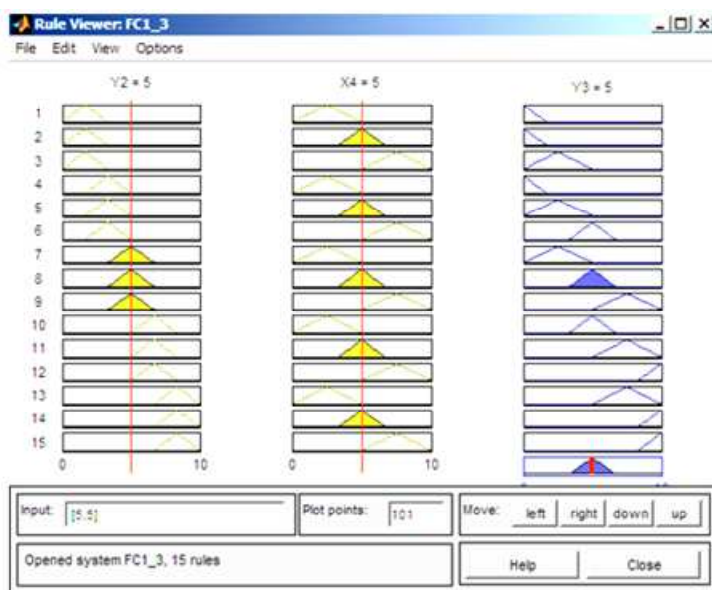 Rule Viewer: FC1_3
File Edit View Options
Y2 = 5 X4 = 5 Y3 = 5
1
2
3
4
5
6
7
8
9
10
11
12
13
14
15
0 10 0 10
Input: [5;5] Plot points: 101 Move: left right down up
Opened system FC1_3, 15 rules Help Close